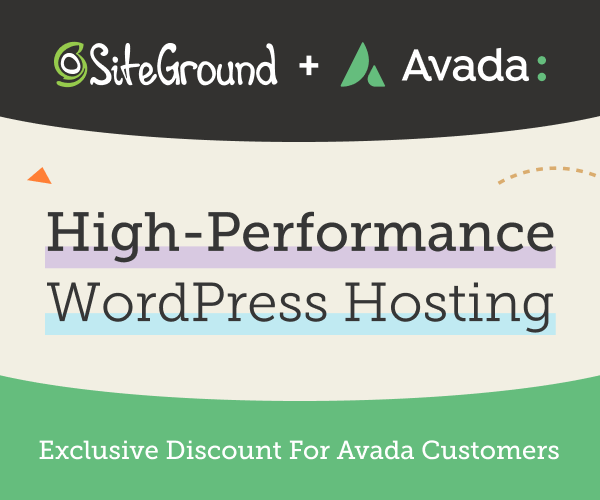 SiteGround + Avada:
High-Performance
WordPress Hosting
Exclusive Discount For Avada Customers